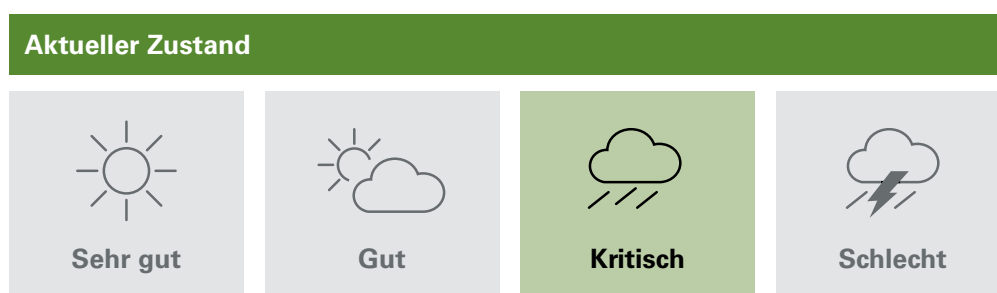 Aktueller Zustand
Sehr gut
Gut
Kritisch
Schlecht